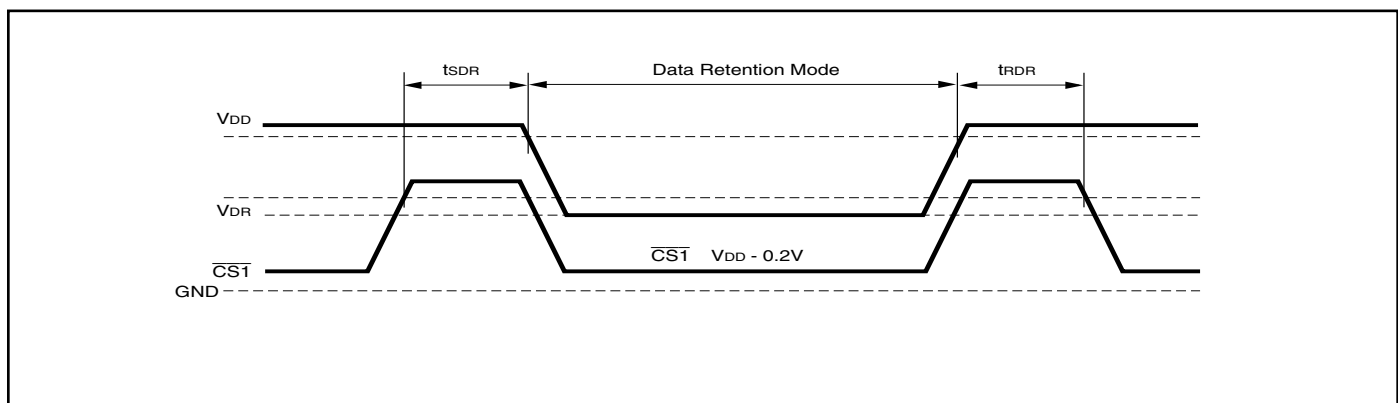 tSDR Data Retention Mode tRDR
VDD
VDR
CS1 VDD - 0.2V
CS1
GND